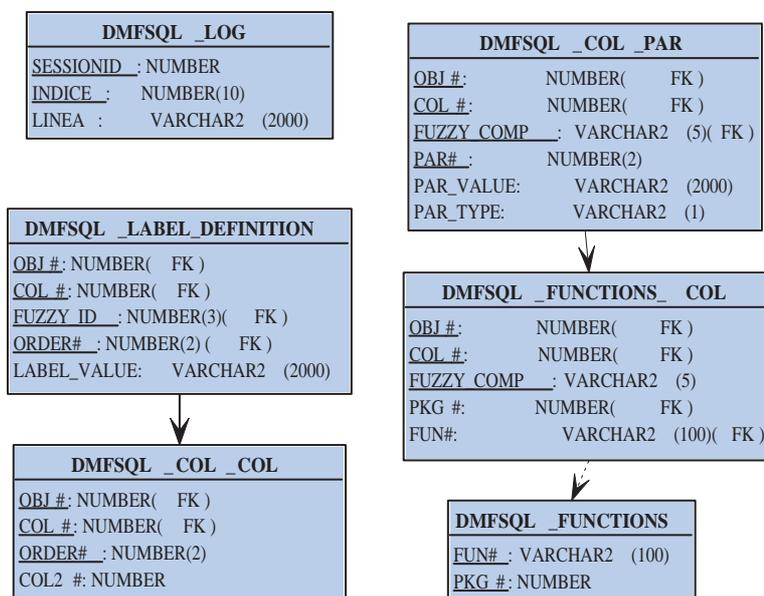 DMFSQL _LOG
SESSIONID : NUMBER
INDICE : NUMBER(10)
LINEA : VARCHAR2 (2000)
DMFSQL _COL _PAR
OBJ #: NUMBER( FK )
COL #: NUMBER( FK )
FUZZY_COMP : VARCHAR2 (5)( FK )
PAR# : NUMBER(2)
PAR_VALUE: VARCHAR2 (2000)
PAR_TYPE: VARCHAR2 (1)
DMFSQL _LABEL_DEFINITION
OBJ #: NUMBER( FK )
COL #: NUMBER( FK )
FUZZY_ID : NUMBER(3)( FK )
ORDER# : NUMBER(2) ( FK )
LABEL_VALUE: VARCHAR2 (2000)
DMFSQL _FUNCTIONS_ COL
OBJ #: NUMBER( FK )
COL #: NUMBER( FK )
FUZZY_COMP : VARCHAR2 (5)
PKG #: NUMBER( FK )
FUN#: VARCHAR2 (100)( FK )
DMFSQL _COL _COL
OBJ #: NUMBER( FK )
COL #: NUMBER( FK )
ORDER# : NUMBER(2)
COL2 #: NUMBER
DMFSQL _FUNCTIONS
FUN# : VARCHAR2 (100)
PKG #: NUMBER